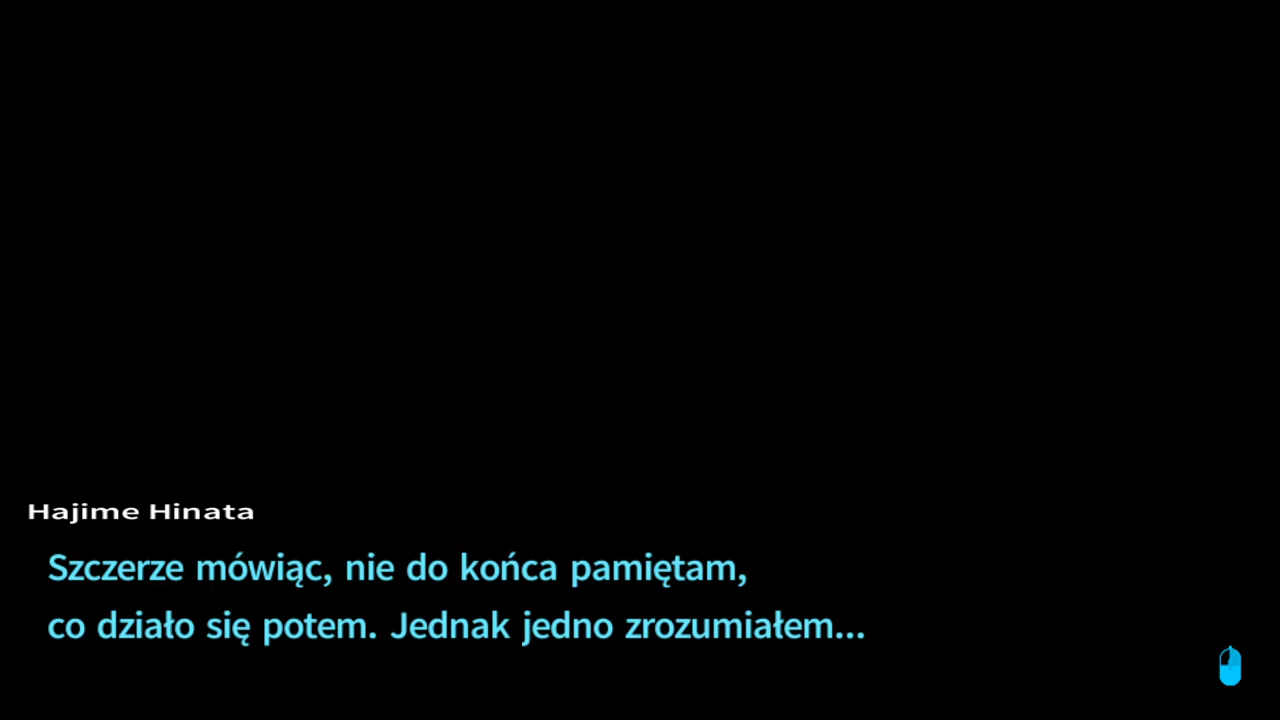 Hajime Hinata
Szczerze mówiąc, nie do końca pamiętam,
co działo się potem. Jednak jedno zrozumiałem...